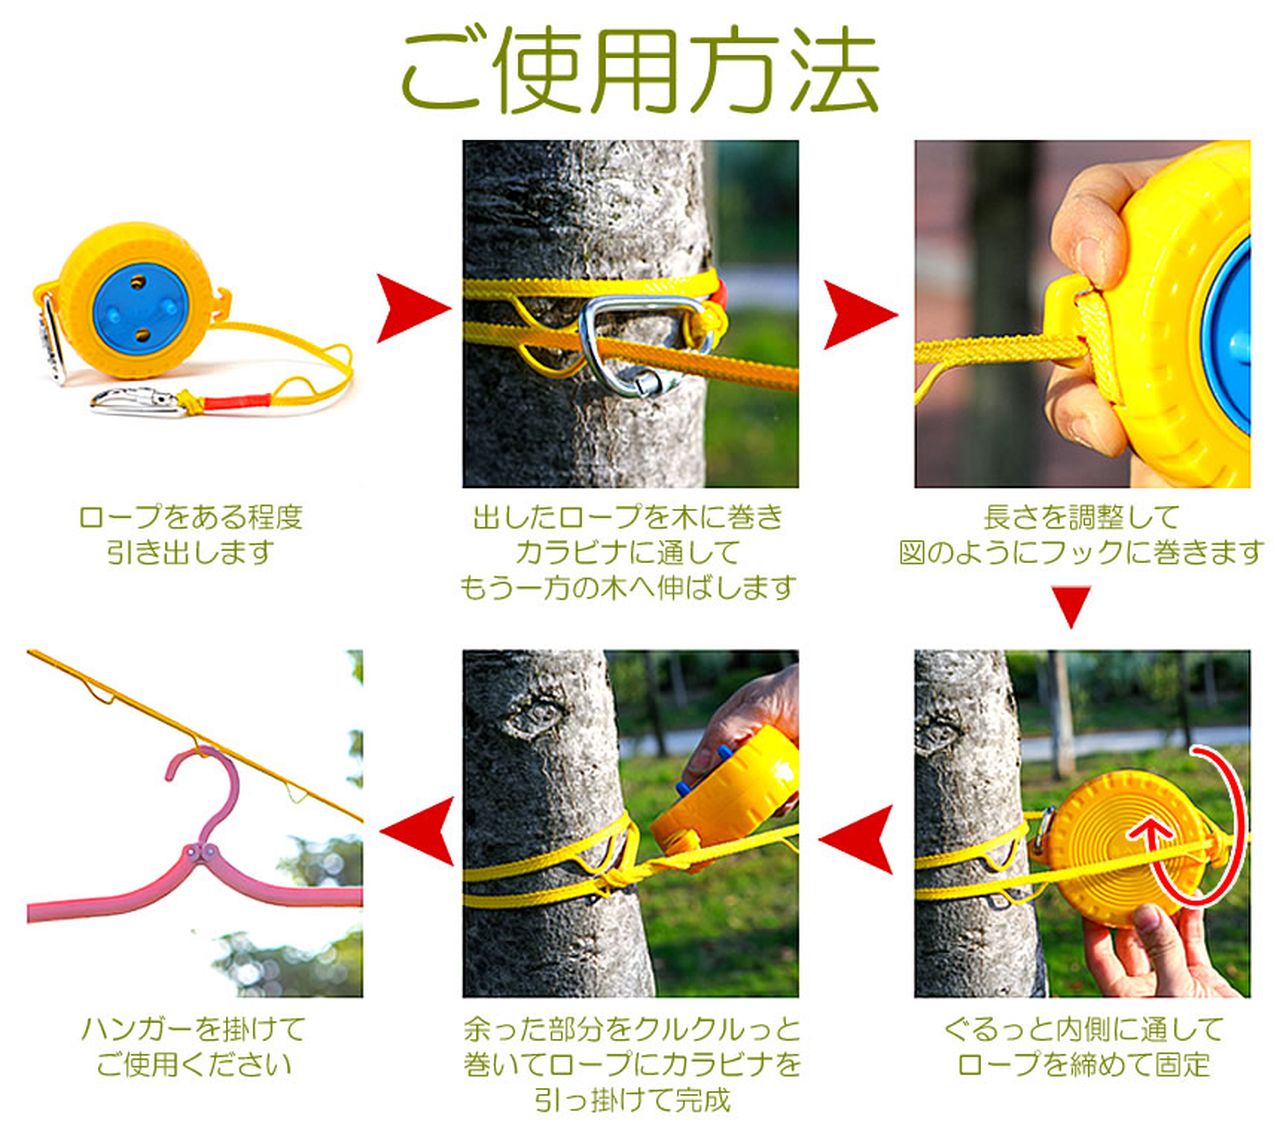 ご使用方法
ロープをある程度
引き出します
出したロープを木に巻き
カラビナに通して
もう一方の木へ伸ばします
長さを調整して
図のようにフックに巻きます
ぐるっと内側に通して
ロープを締めて固定
余った部分をクルクルっと
巻いてロープにカラビナを
引っ掛けて完成
ハンガーを掛けて
ご使用ください